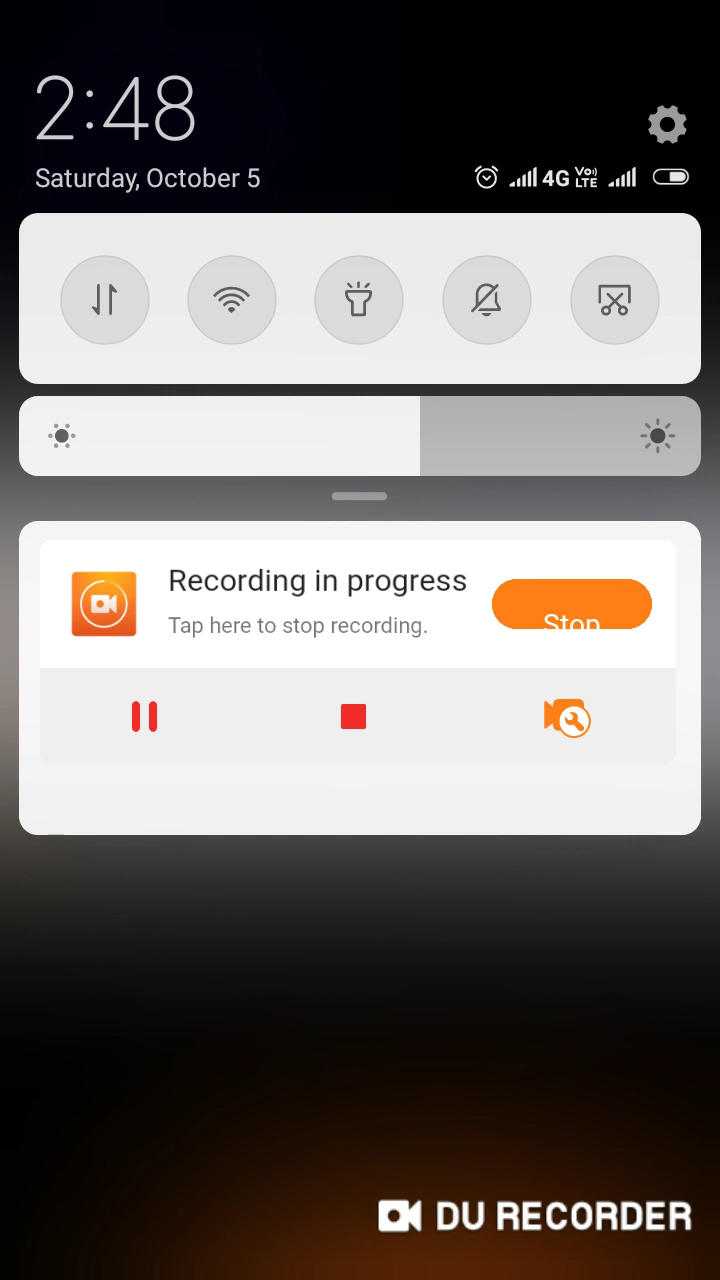 2:48
Saturday, October 5
4G
Vo)) LTE
Recording in progress
Tap here to stop recording.
Stop
DU RECORDER